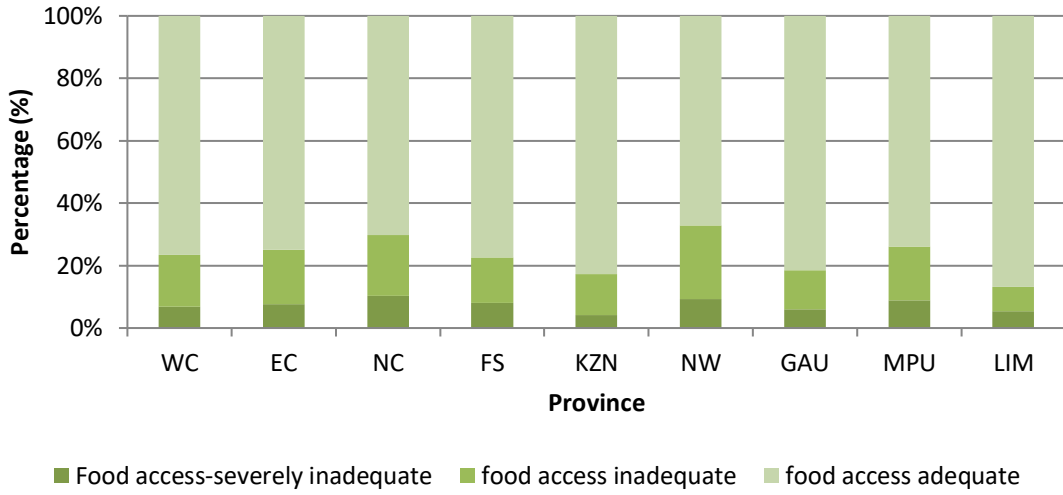 100%
80%
60%
40%
20%
0%
Percentage (%)
WC EC NC FS KZN NW GAU MPU LIM
Province
Food access-severely inadequate food access inadequate food access adequate